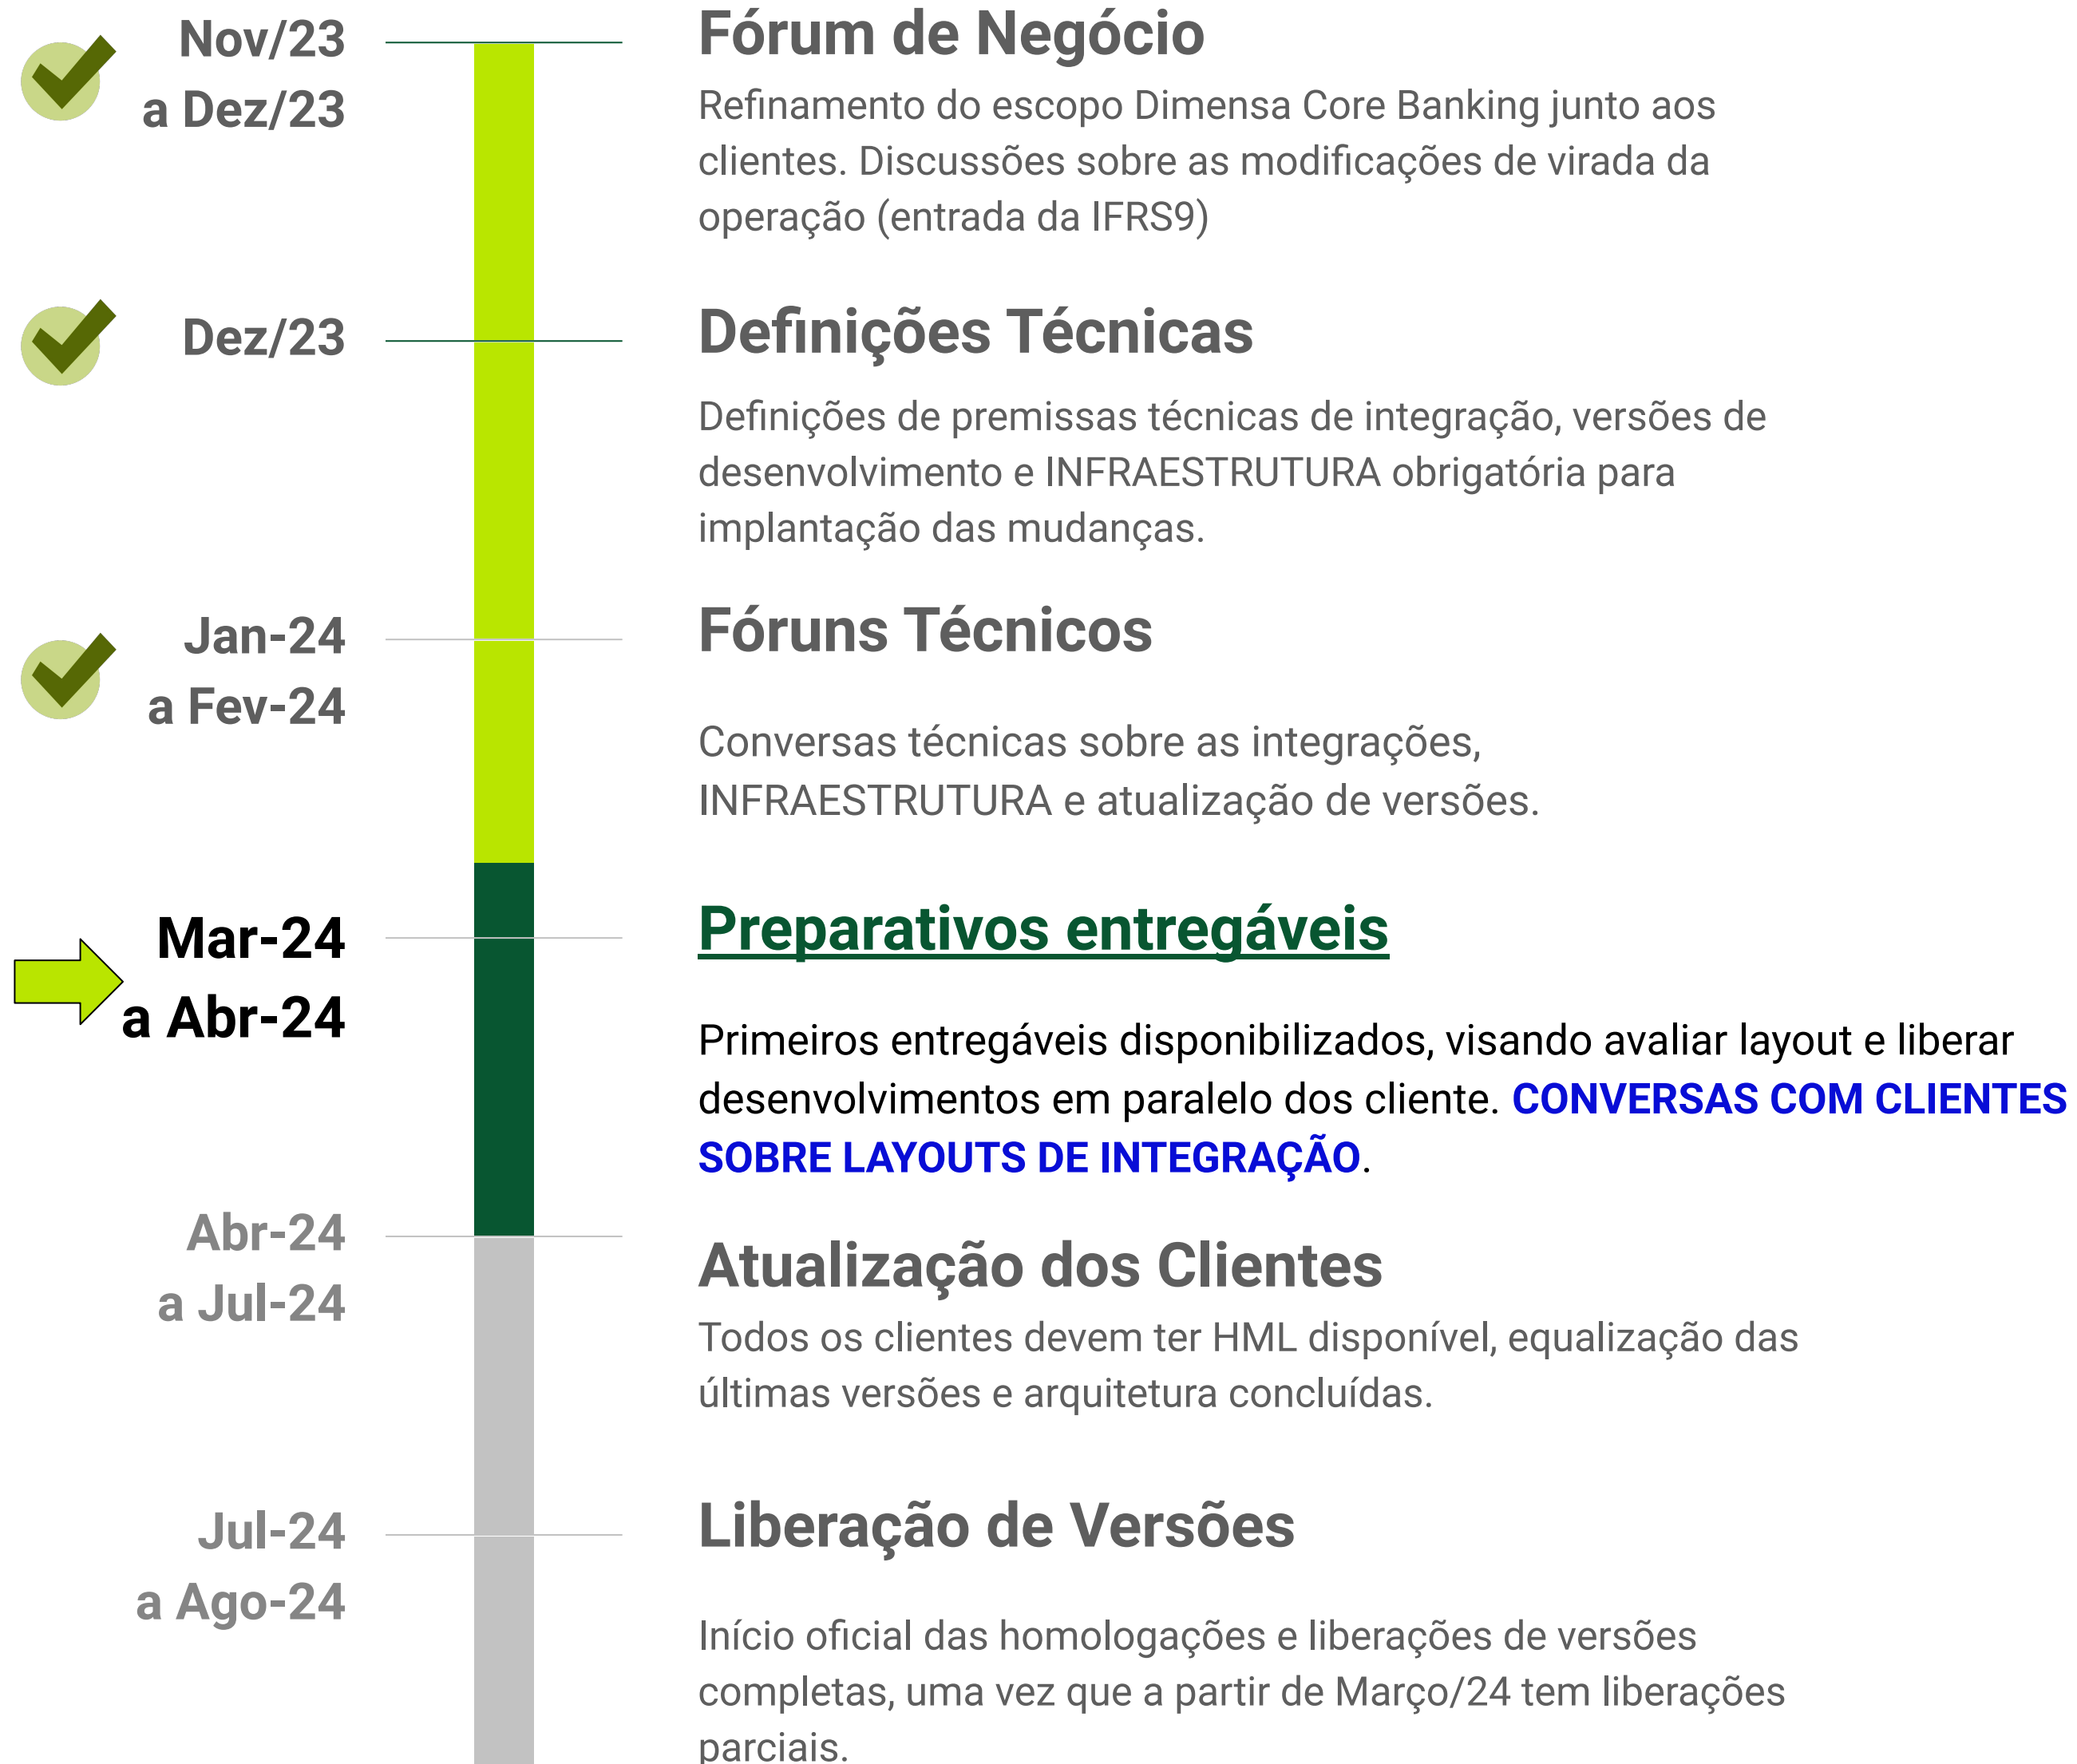 Nov/23
a Dez/23
Fórum de Negócio
Refinamento do escopo Dimensa Core Banking junto aos
clientes. Discussões sobre as modificações de virada da
operação (entrada da IFRS9)
Dez/23
Definições Técnicas
Definições de premissas técnicas de integração, versões de
desenvolvimento e INFRAESTRUTURA obrigatória para
implantação das mudanças.
Jan-24
a Fev-24
Fóruns Técnicos
Conversas técnicas sobre as integrações,
INFRAESTRUTURA e atualização de versões.
Mar-24
a Abr-24
Preparativos entregáveis
Primeiros entregáveis disponibilizados, visando avaliar layout e liberar
desenvolvimentos em paralelo dos cliente. CONVERSAS COM CLIENTES
SOBRE LAYOUTS DE INTEGRAÇÃO.
Abr-24
a Jul-24
Atualização dos Clientes
Todos os clientes devem ter HML disponível, equalização das
últimas versões e arquitetura concluídas.
Jul-24
a Ago-24
Liberação de Versões
Início oficial das homologações e liberações de versões
completas, uma vez que a partir de Março/24 tem liberações
parciais.